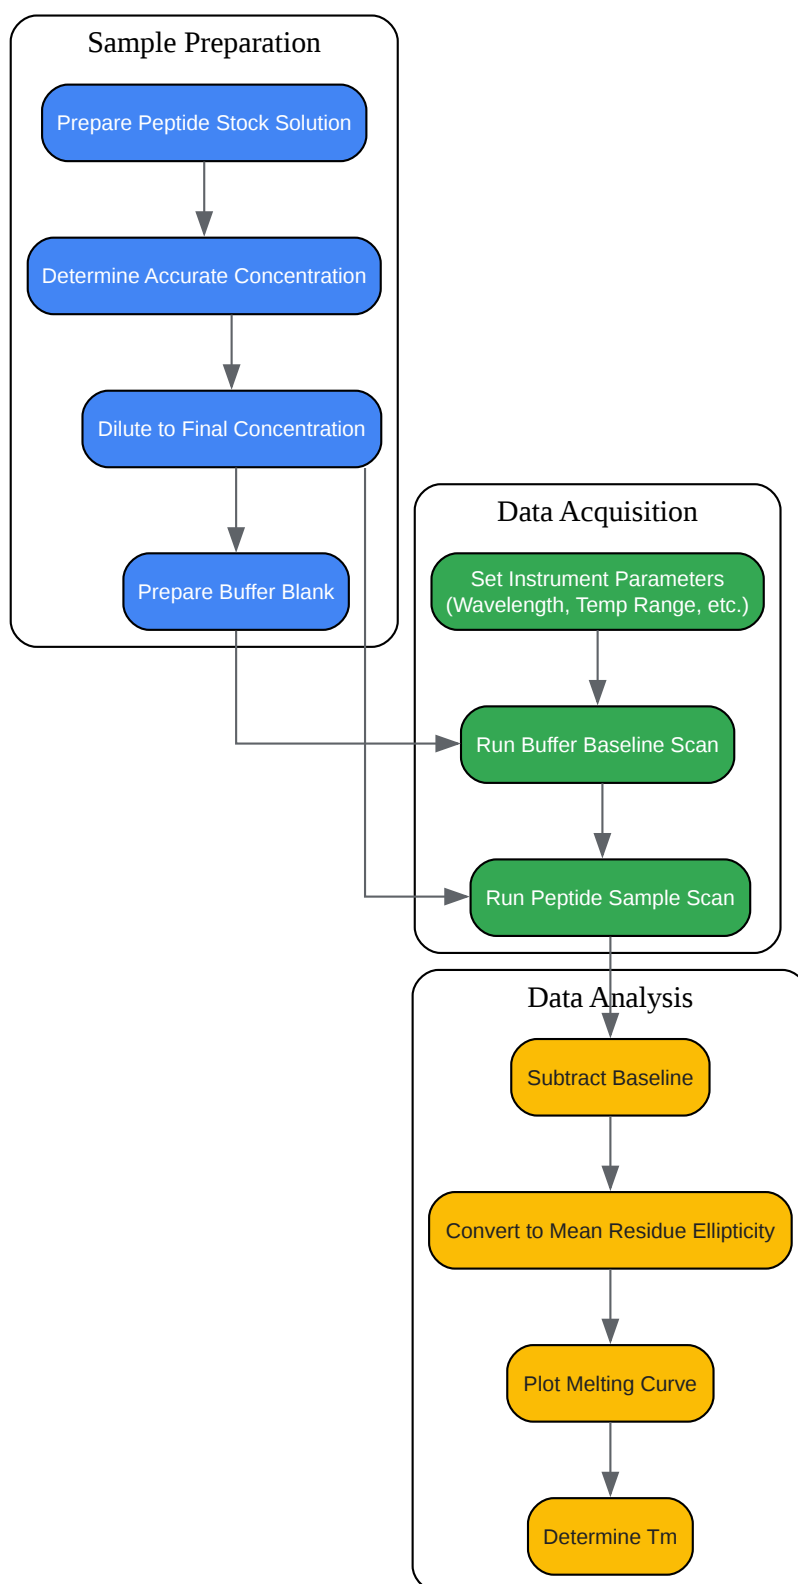 Sample Preparation
Prepare Peptide Stock Solution
Determine Accurate Concentration
Dilute to Final Concentration
Prepare Buffer Blank
Data Acquisition
Set Instrument Parameters
(Wavelength, Temp Range, etc.)
Run Buffer Baseline Scan
Run Peptide Sample Scan
Data Analysis
Subtract Baseline
Convert to Mean Residue Ellipticity
Plot Melting Curve
Determine Tm